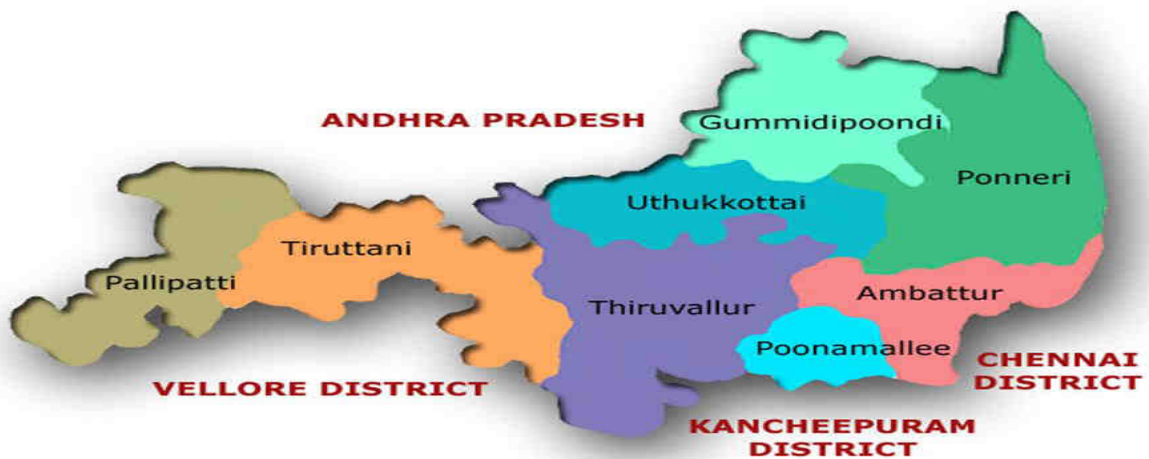 ANDHRA PRADESH
Gummidipoondi
Ponneri
Uthukkottai
Tiruttani
Pallipatti
Thiruvallur
Ambattur
Poonamallee
VELLORE DISTRICT
CHENNAI
DISTRICT
KANCHEEPURAM
DISTRICT